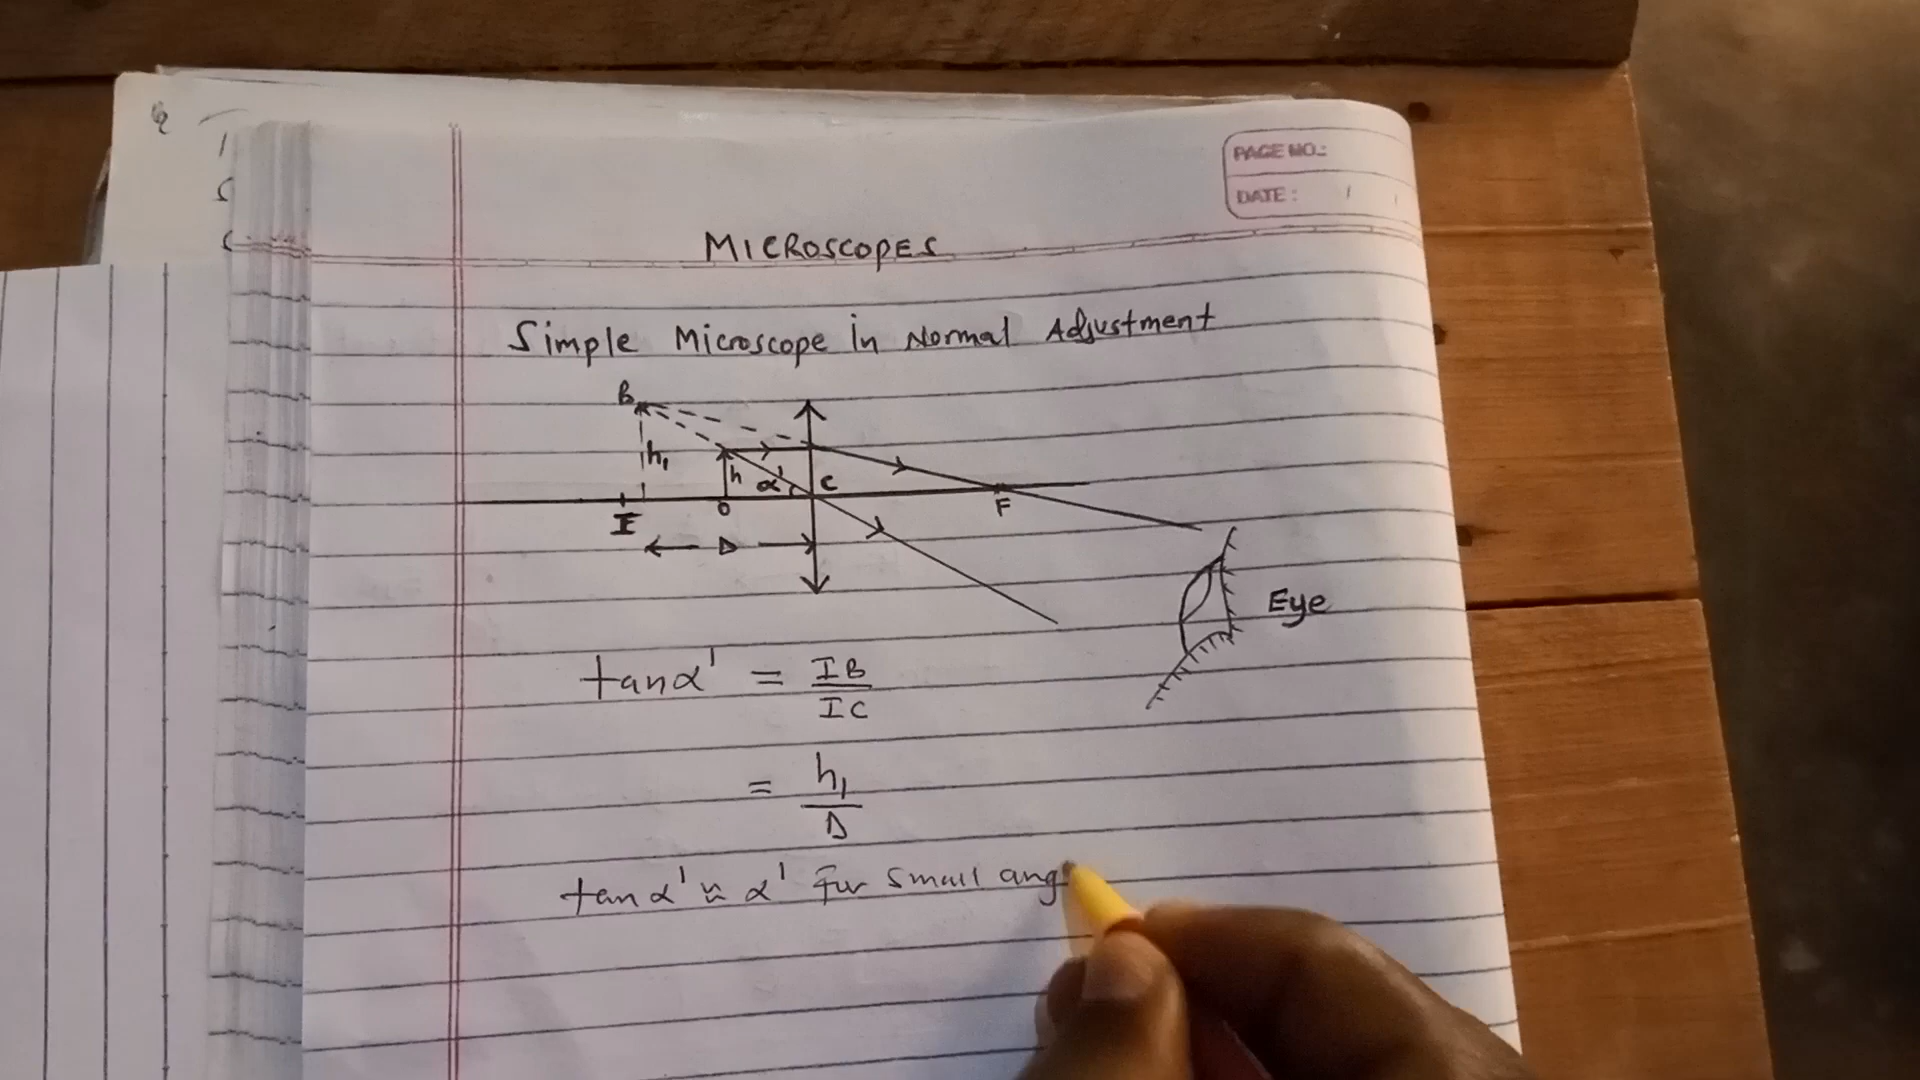 PAGE NO.:
DATE : / /
MICROSCOPES
Simple Microscope in Normal Adjustment
B
h₁
h
α'
C
I
O
F
D
Eye
tanα' = IB/IC
= h₁/D
tanα' ≈ α' for small ang